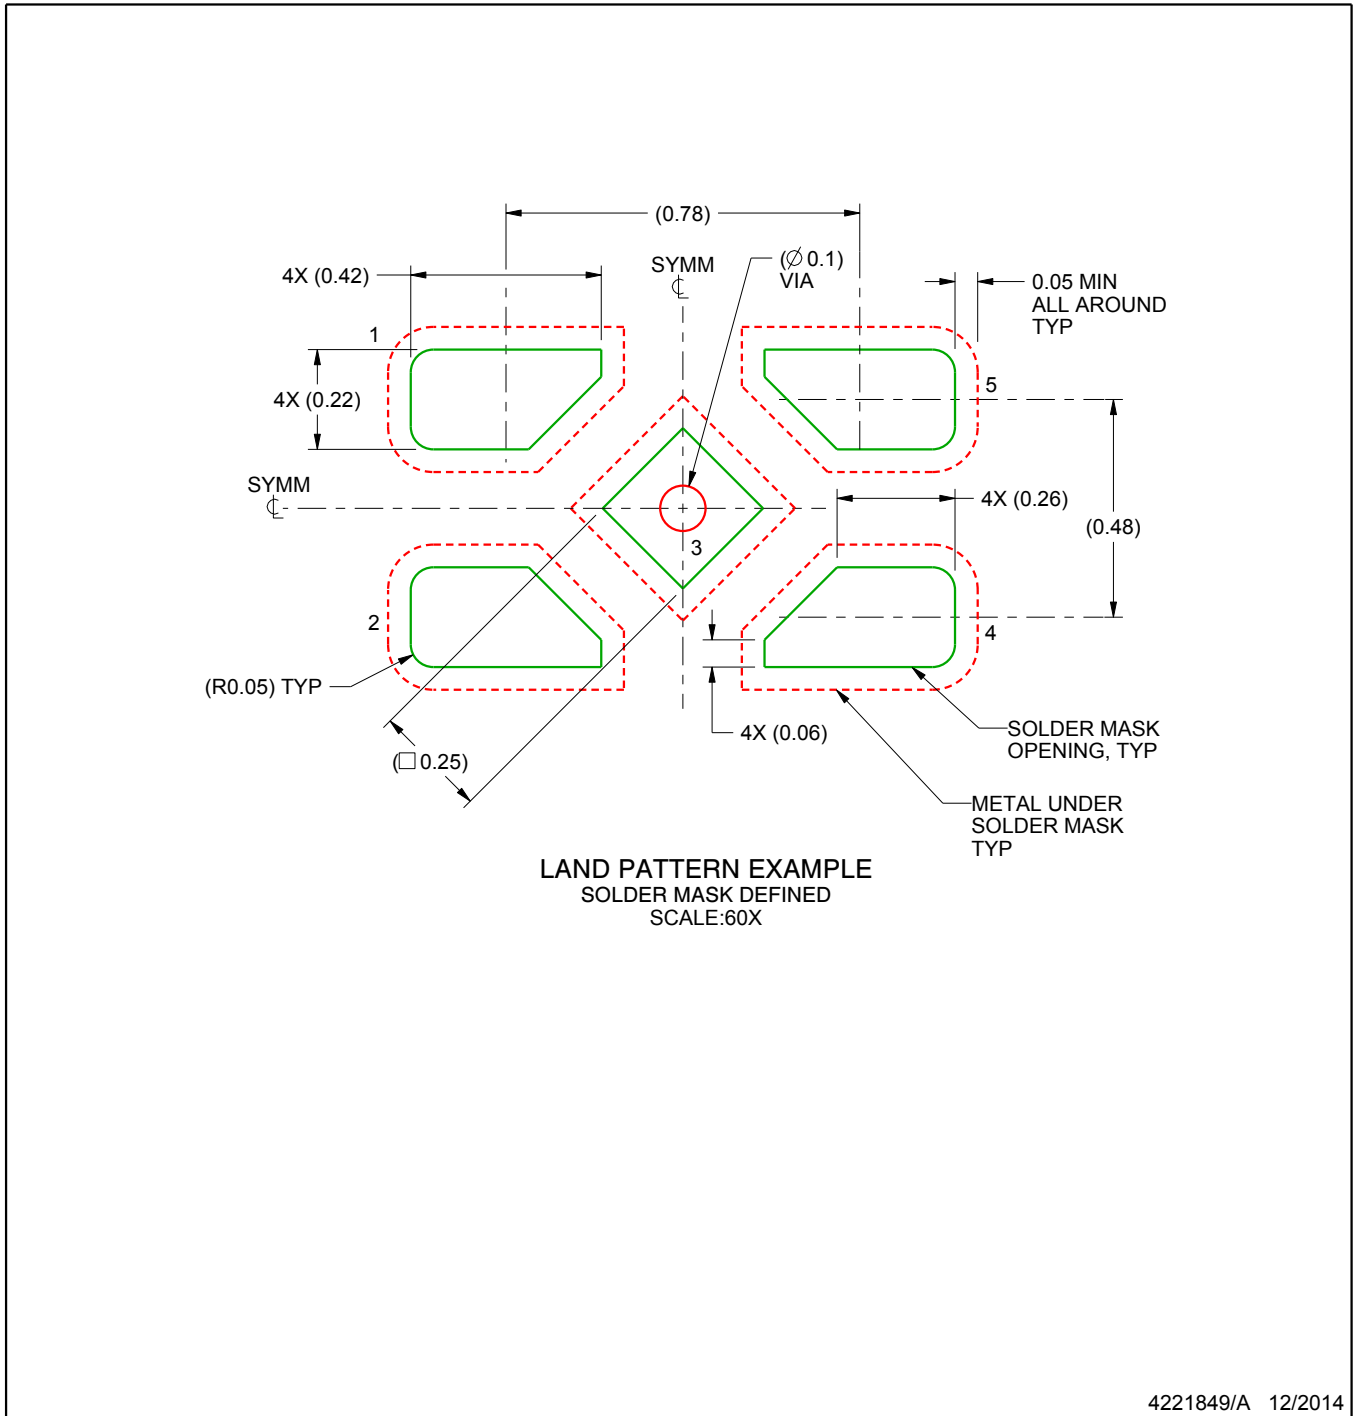 (0.78)
SYMM
℄
(∅ 0.1)
VIA
4X (0.42)
0.05 MIN
ALL AROUND
TYP
1
5
4X (0.22)
SYMM
℄
4X (0.26)
(0.48)
3
2
4
(R0.05) TYP
4X (0.06)
SOLDER MASK
OPENING, TYP
(□ 0.25)
METAL UNDER
SOLDER MASK
TYP
LAND PATTERN EXAMPLE
SOLDER MASK DEFINED
SCALE:60X
4221849/A 12/2014